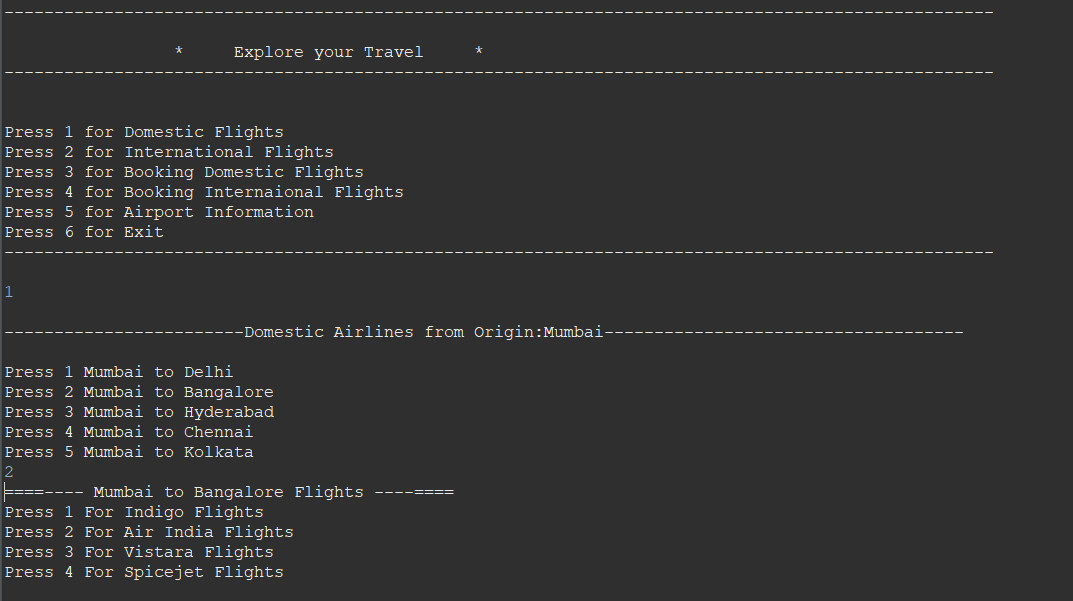 ---------------------------------------------------------------------------------------------------
*     Explore your Travel     *
---------------------------------------------------------------------------------------------------
Press 1 for Domestic Flights
Press 2 for International Flights
Press 3 for Booking Domestic Flights
Press 4 for Booking Internaional Flights
Press 5 for Airport Information
Press 6 for Exit
---------------------------------------------------------------------------------------------------
1
------------------------Domestic Airlines from Origin:Mumbai------------------------------------
Press 1 Mumbai to Delhi
Press 2 Mumbai to Bangalore
Press 3 Mumbai to Hyderabad
Press 4 Mumbai to Chennai
Press 5 Mumbai to Kolkata
2
====---- Mumbai to Bangalore Flights ----====
Press 1 For Indigo Flights
Press 2 For Air India Flights
Press 3 For Vistara Flights
Press 4 For Spicejet Flights